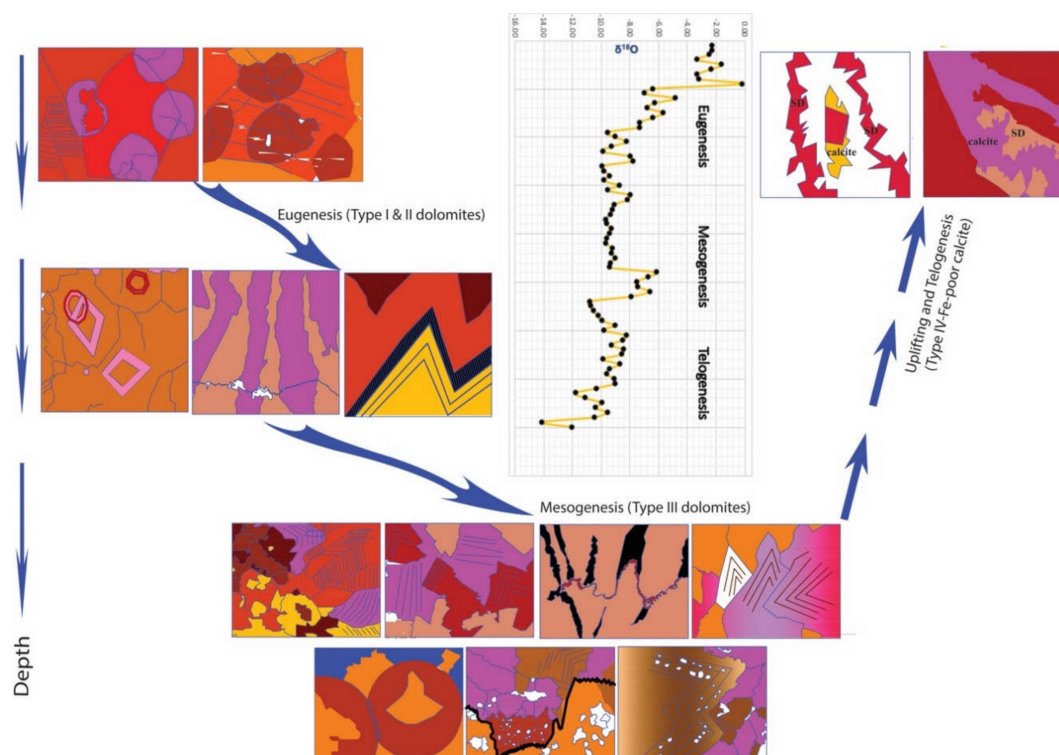 -16.00
-14.00
-12.00
-10.00
-8.00
-6.00
-4.00
-2.00
0.00
δ¹⁸O
Eugenesis
Mesogenesis
Telogenesis
SD
SD
calcite
calcite
SD
Eugenesis (Type I & II dolomites)
Uplifting and Telogenesis
(Type IV-Fe-poor calcite)
Mesogenesis (Type III dolomites)
Depth